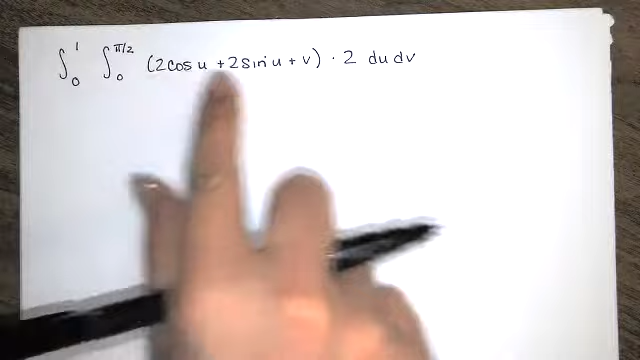 ∫₀¹ ∫₀^π/2 (2cos u + 2sin u + v) · 2 du dv